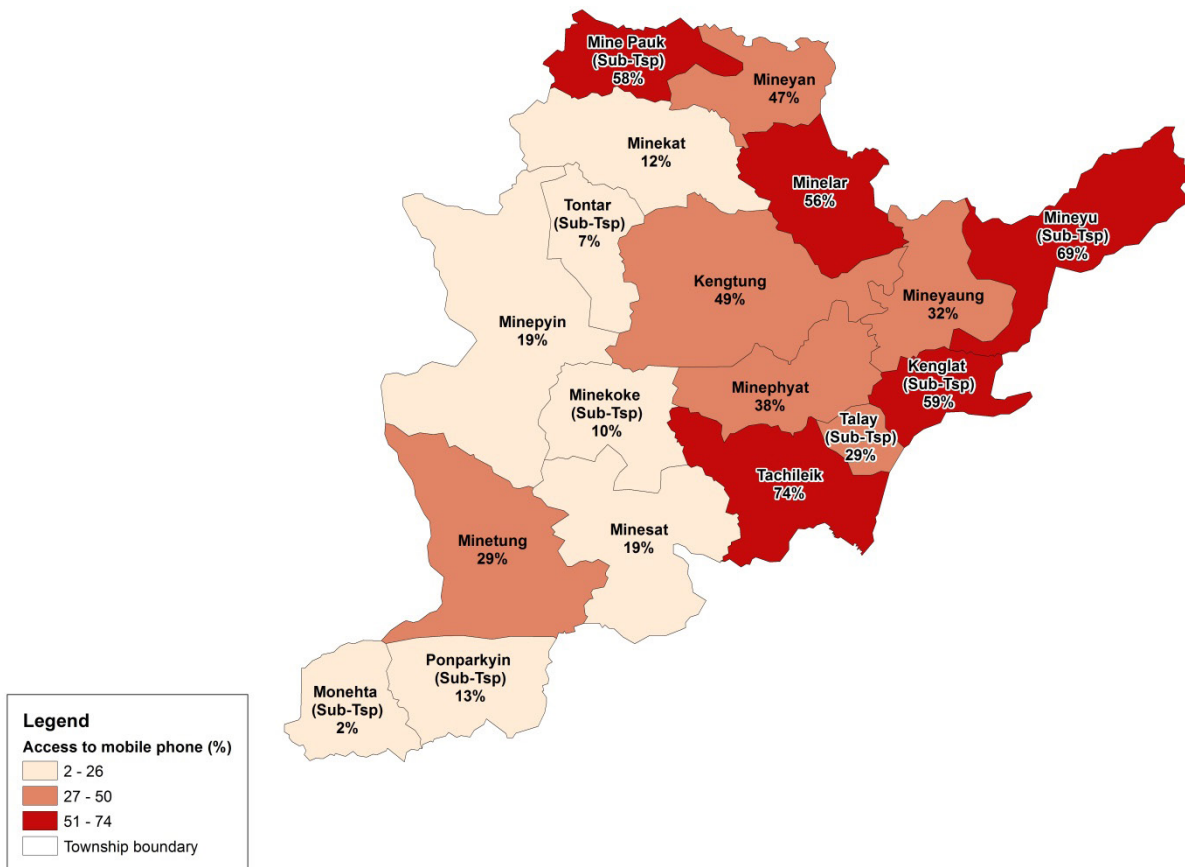 Mine Pauk
(Sub-Tsp)
58%
Mineyan
47%
Minekat
12%
Minelar
56%
Tontar
(Sub-Tsp)
7%
Mineyu
(Sub-Tsp)
69%
Kengtung
49%
Mineyaung
32%
Minepyin
19%
Kenglat
(Sub-Tsp)
59%
Minephyat
38%
Minekoke
(Sub-Tsp)
10%
Talay
(Sub-Tsp)
29%
Tachileik
74%
Minetung
29%
Minesat
19%
Ponparkyin
(Sub-Tsp)
13%
Monehta
(Sub-Tsp)
2%
Legend
Access to mobile phone (%)
2 - 26
27 - 50
51 - 74
Township boundary